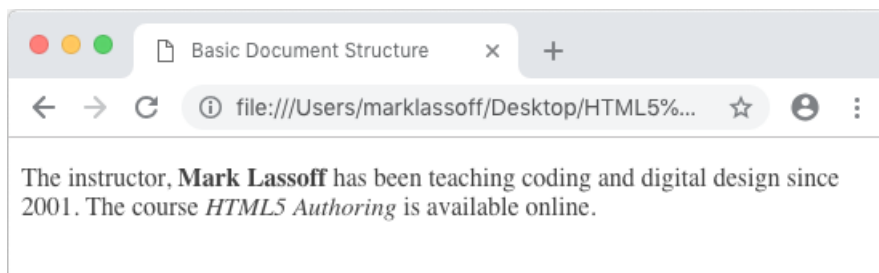 Basic Document Structure
file:///Users/marklassoff/Desktop/HTML5%...
The instructor, Mark Lassoff has been teaching coding and digital design since
2001. The course HTML5 Authoring is available online.